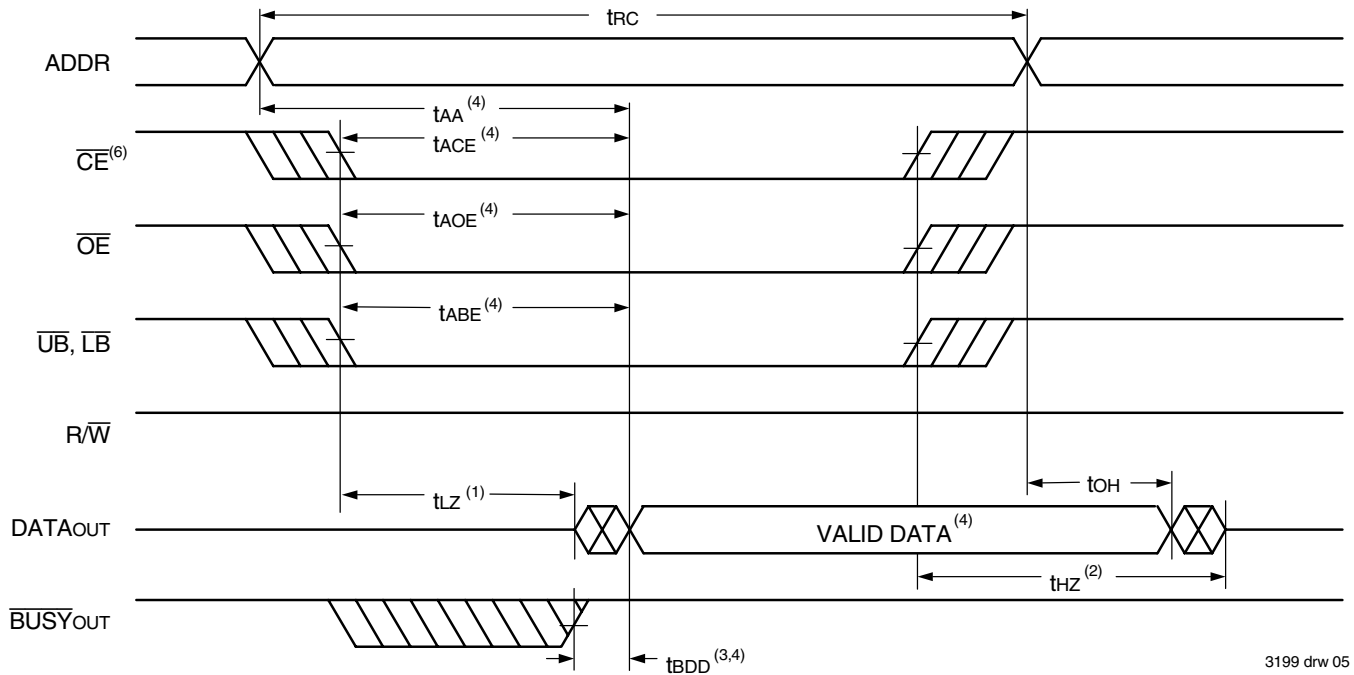 tRC
ADDR
tAA (4)
CE (6)
tACE (4)
OE
tAOE (4)
UB, LB
tABE (4)
R/W
tLZ (1)
tOH
DATAOUT
VALID DATA (4)
tHZ (2)
BUSYOUT
tBDD (3,4)
3199 drw 05